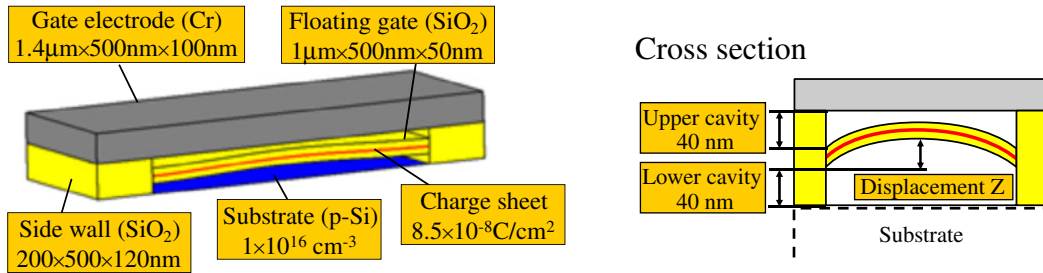 Gate electrode (Cr)
1.4μm×500nm×100nm
Floating gate (SiO₂)
1μm×500nm×50nm
Side wall (SiO₂)
200×500×120nm
Substrate (p-Si)
1×10¹⁶ cm⁻³
Charge sheet
8.5×10⁻⁸C/cm²
Cross section
Upper cavity
40 nm
Lower cavity
40 nm
Displacement Z
Substrate